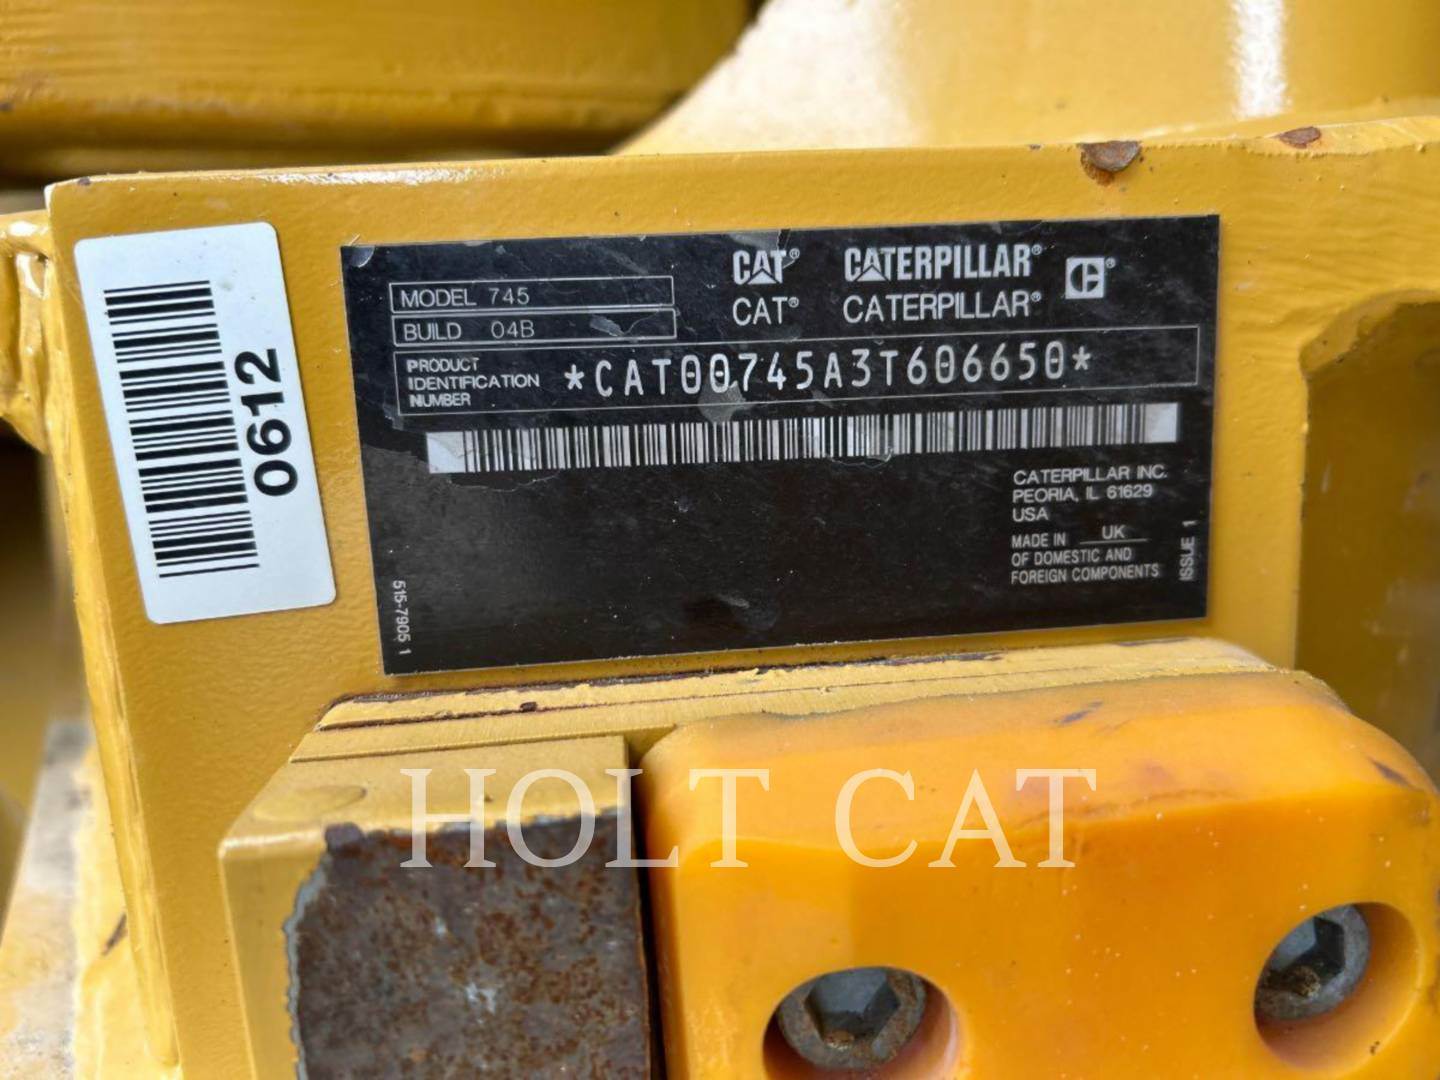 0612
MODEL 745
BUILD 04B
CAT® CATERPILLAR® C®
CAT® CATERPILLAR®
PRODUCT
IDENTIFICATION
NUMBER
*CAT00745A3T606650*
CATERPILLAR INC.
PEORIA, IL 61629
USA
MADE IN UK
OF DOMESTIC AND
FOREIGN COMPONENTS
ISSUE 1
515-7905 1
HOLT CAT